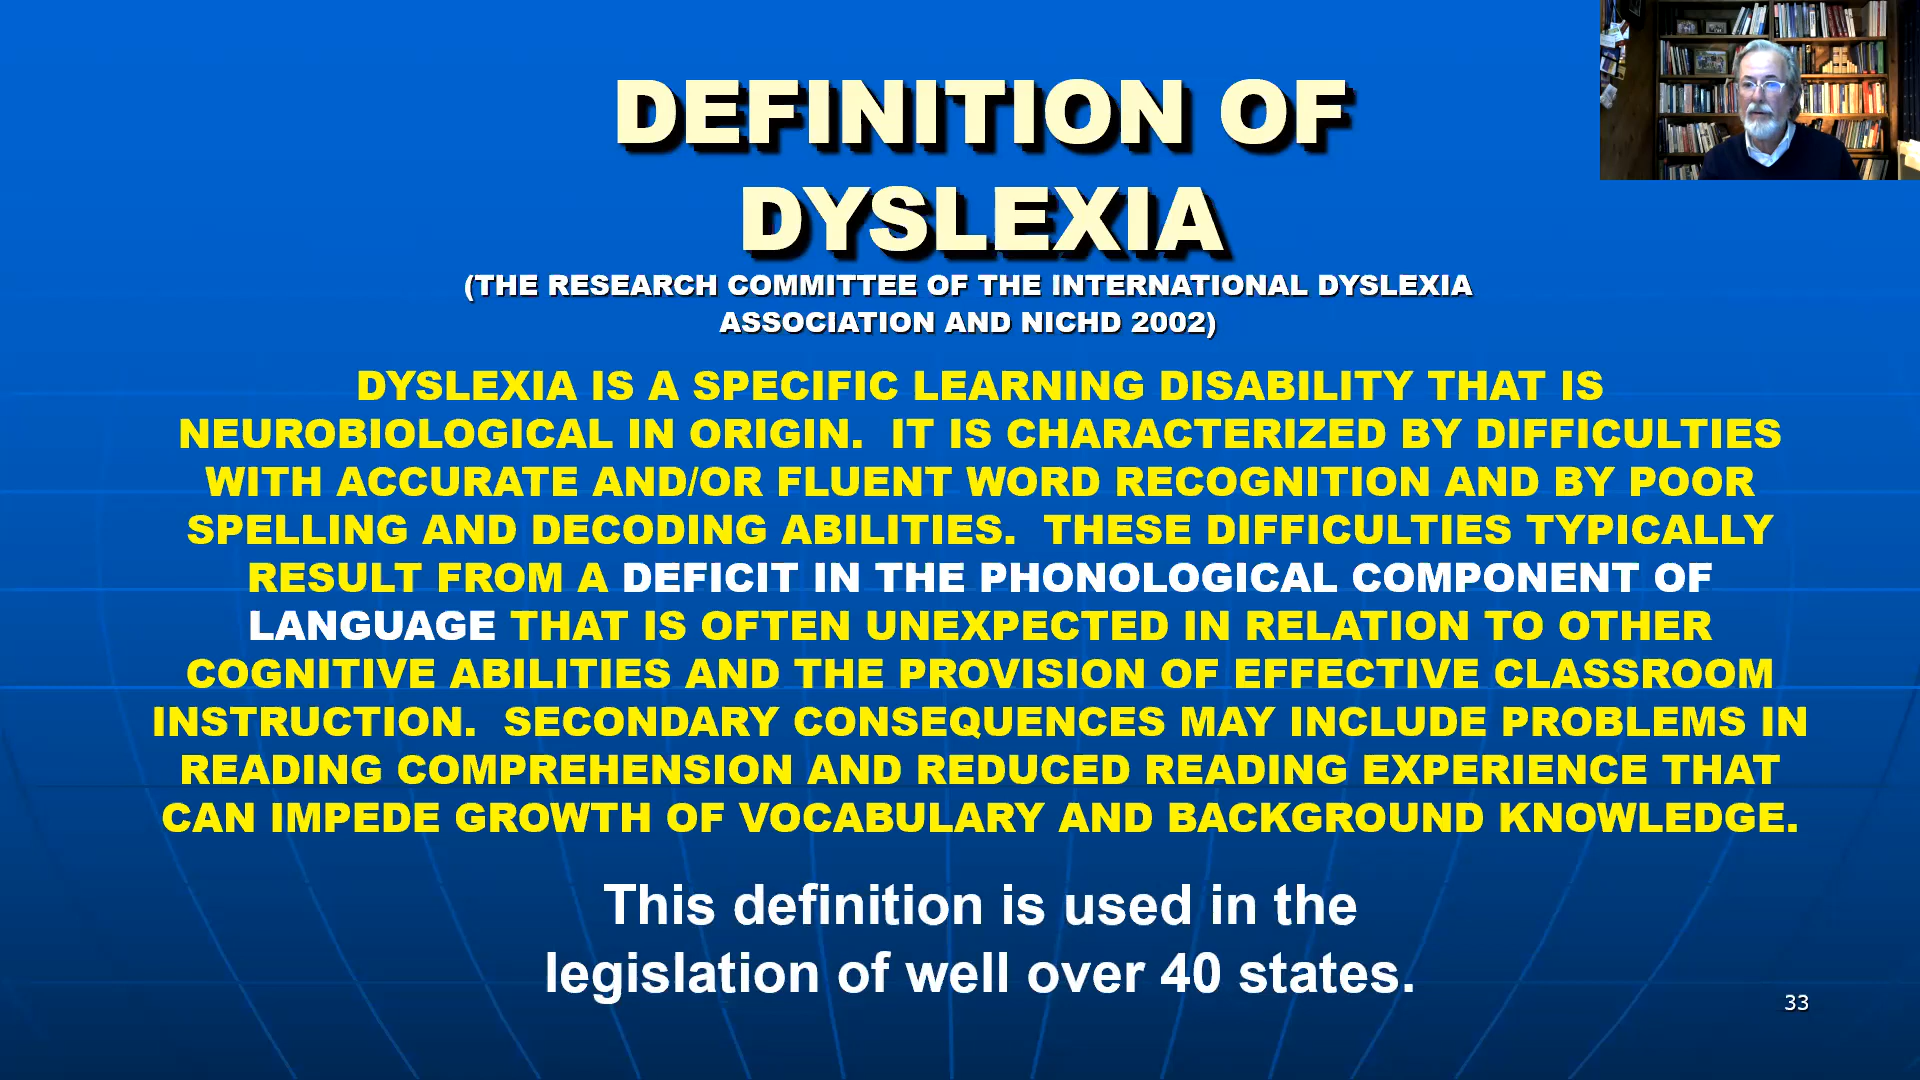 DEFINITION OF
DYSLEXIA
(THE RESEARCH COMMITTEE OF THE INTERNATIONAL DYSLEXIA
ASSOCIATION AND NICHD 2002)
DYSLEXIA IS A SPECIFIC LEARNING DISABILITY THAT IS
NEUROBIOLOGICAL IN ORIGIN.  IT IS CHARACTERIZED BY DIFFICULTIES
WITH ACCURATE AND/OR FLUENT WORD RECOGNITION AND BY POOR
SPELLING AND DECODING ABILITIES.  THESE DIFFICULTIES TYPICALLY
RESULT FROM A DEFICIT IN THE PHONOLOGICAL COMPONENT OF
LANGUAGE THAT IS OFTEN UNEXPECTED IN RELATION TO OTHER
COGNITIVE ABILITIES AND THE PROVISION OF EFFECTIVE CLASSROOM
INSTRUCTION.  SECONDARY CONSEQUENCES MAY INCLUDE PROBLEMS IN
READING COMPREHENSION AND REDUCED READING EXPERIENCE THAT
CAN IMPEDE GROWTH OF VOCABULARY AND BACKGROUND KNOWLEDGE.
This definition is used in the
legislation of well over 40 states.
33